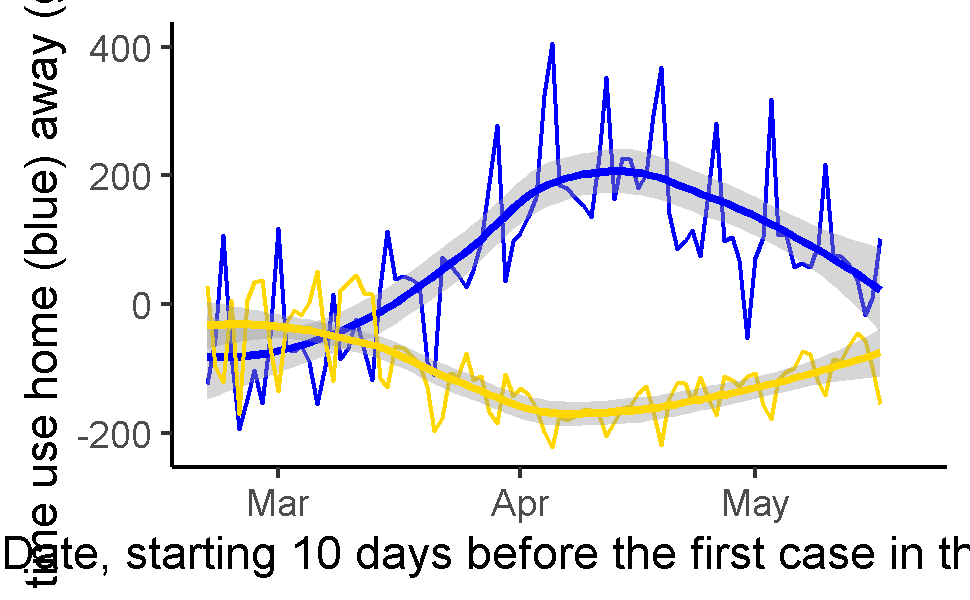 time use home (blue) away (
400
200
0
-200
Mar Apr May
Date, starting 10 days before the first case in th